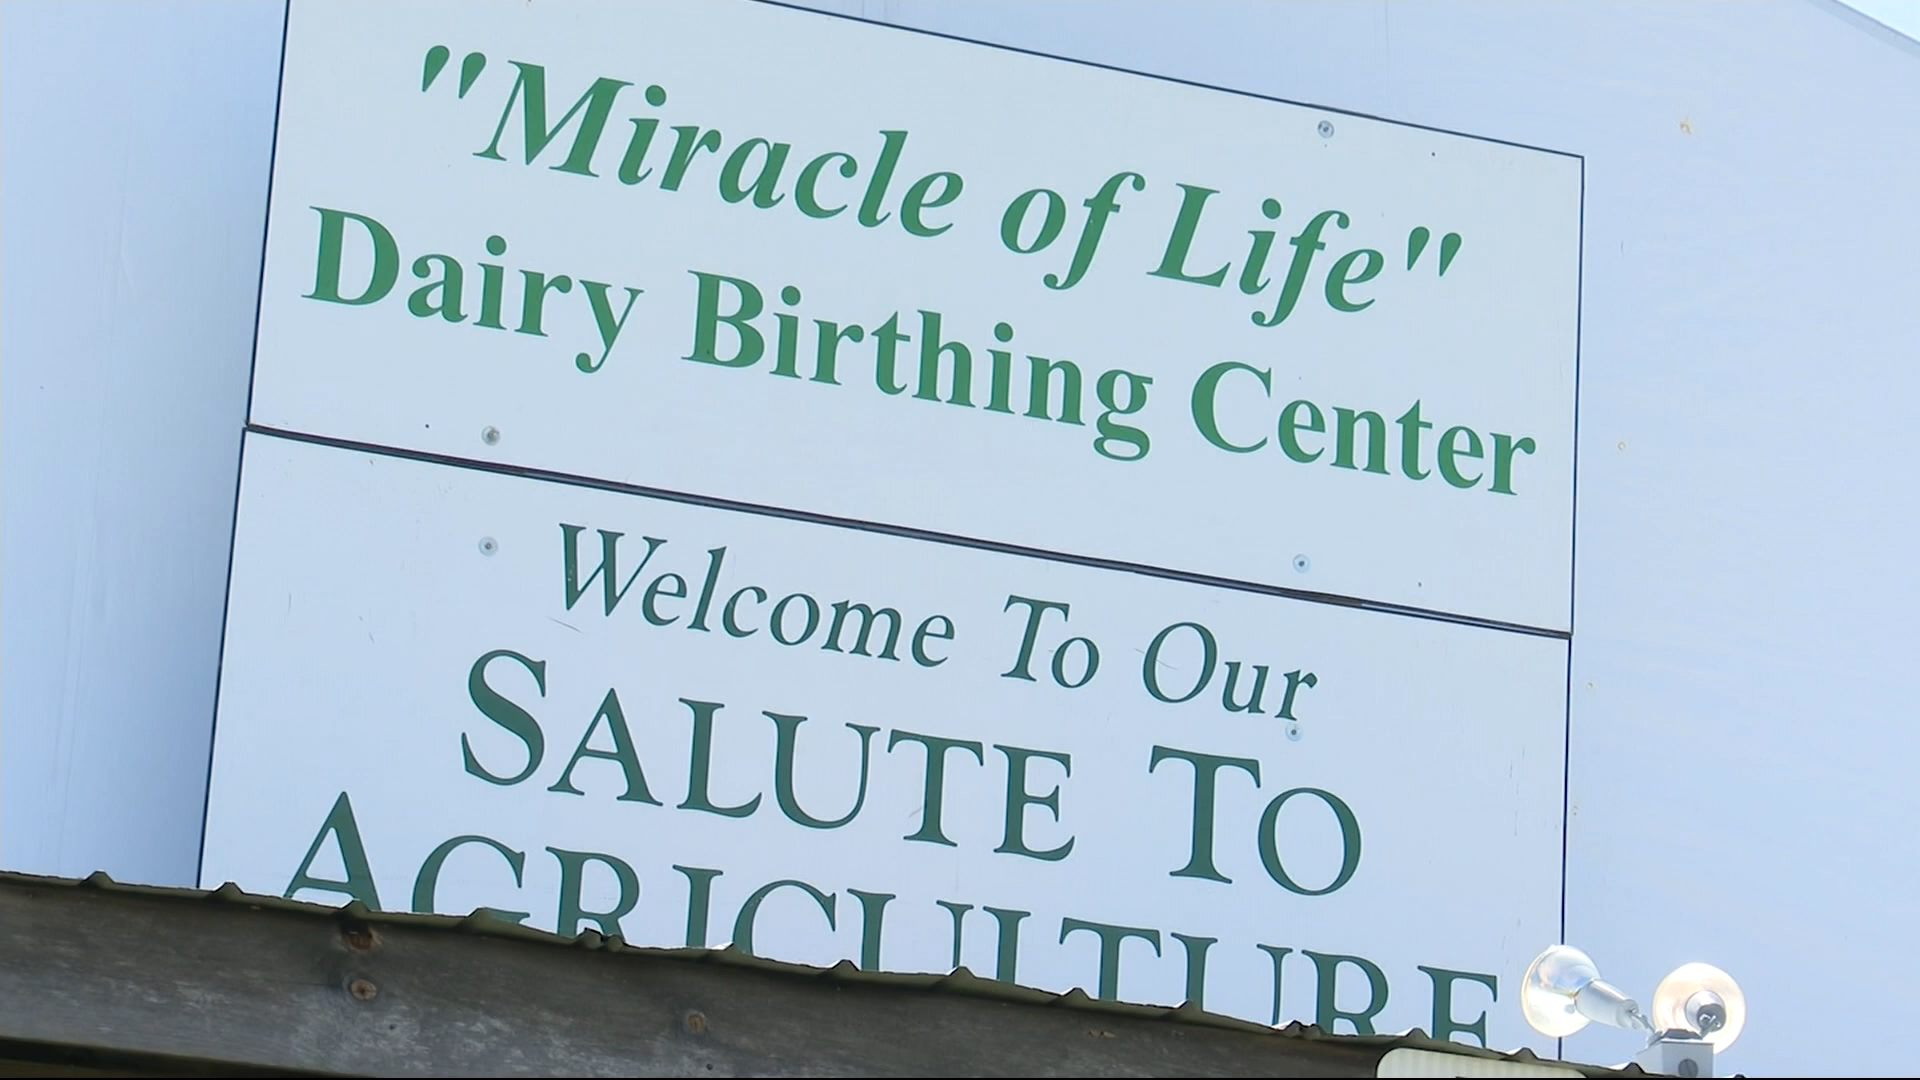 "Miracle of Life"
Dairy Birthing Center
Welcome To Our
SALUTE TO
AGRICULTURE